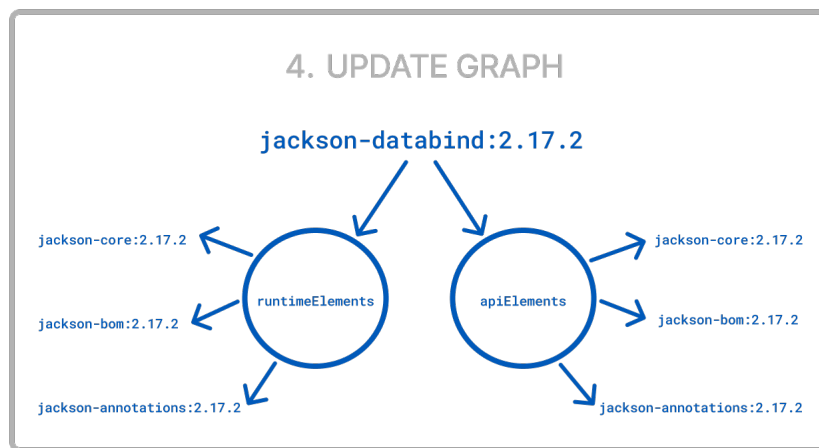 4. UPDATE GRAPH
jackson-databind:2.17.2
jackson-core:2.17.2
jackson-core:2.17.2
runtimeElements
apiElements
jackson-bom:2.17.2
jackson-bom:2.17.2
jackson-annotations:2.17.2
jackson-annotations:2.17.2